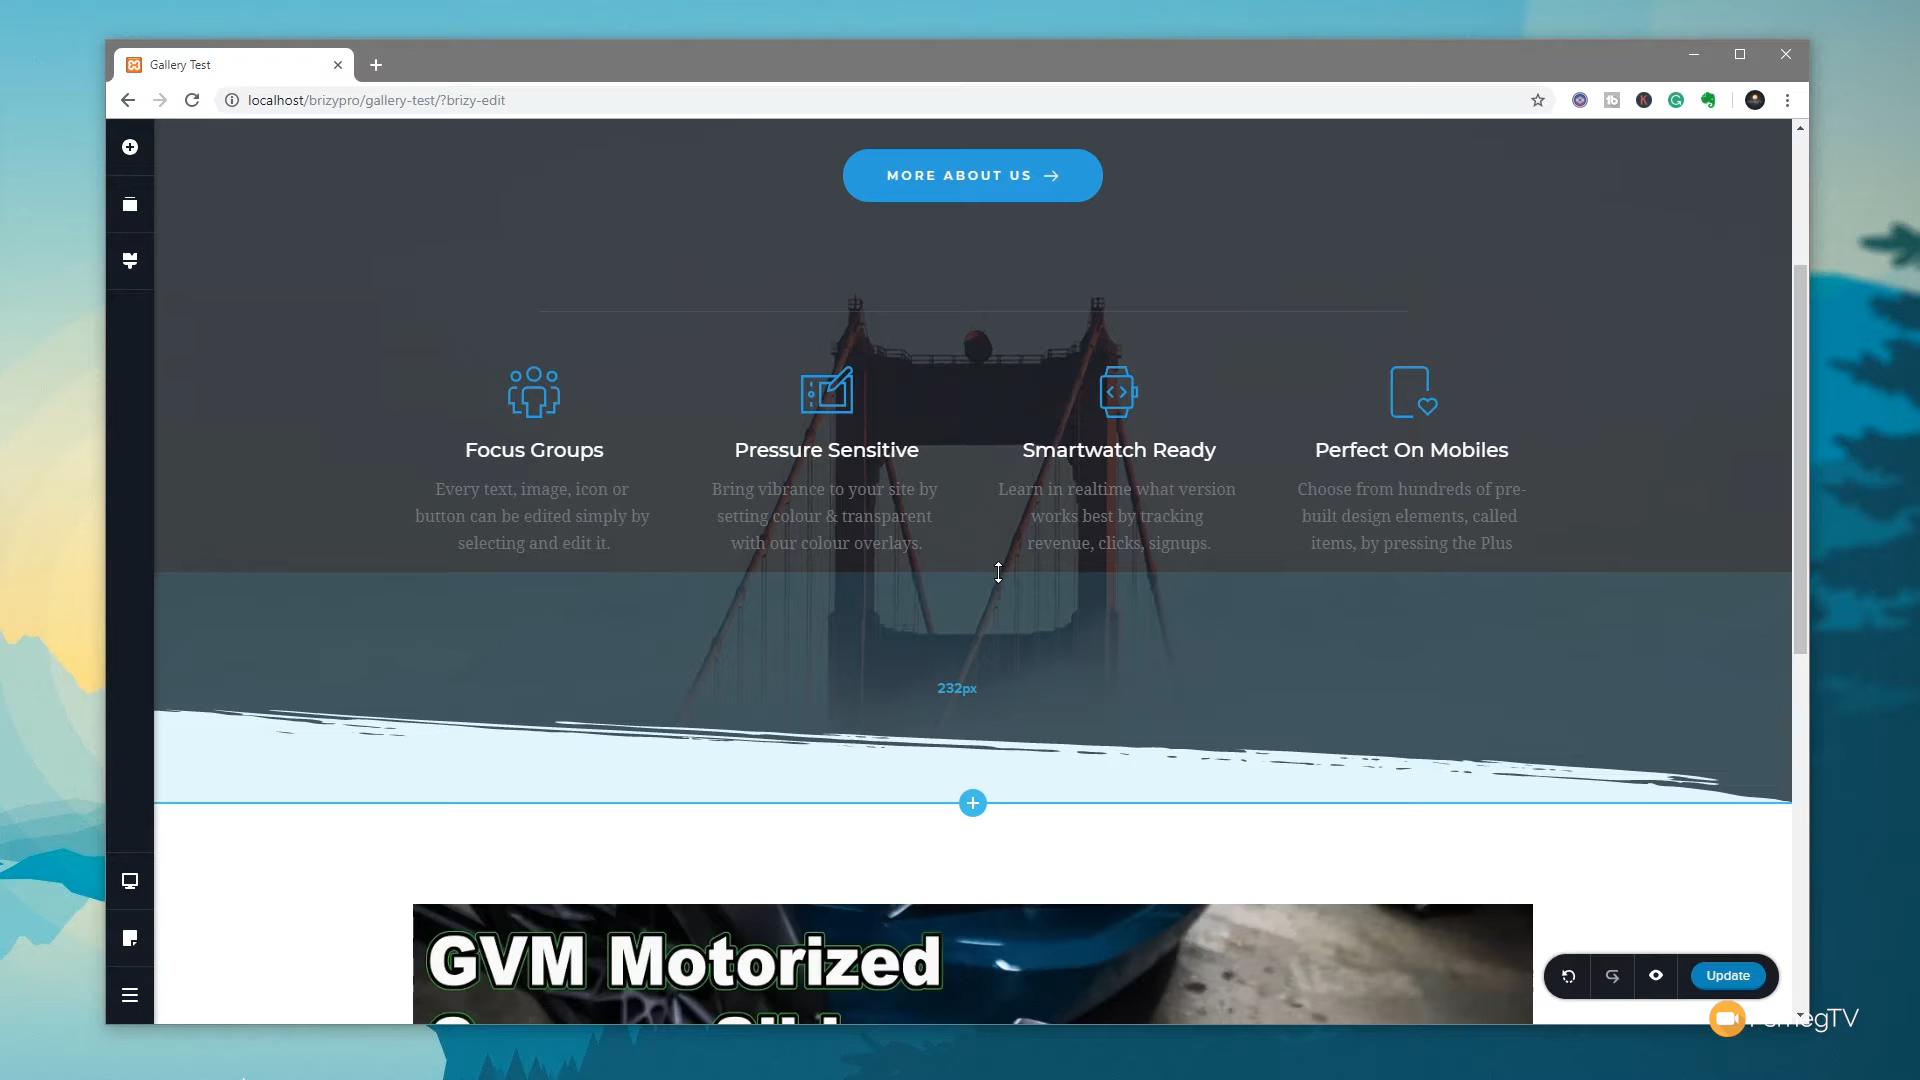 Gallery Test
localhost/brizypro/gallery-test/?brizy-edit
MORE ABOUT US
Focus Groups
Every text, image, icon or
button can be edited simply by
selecting and edit it.
Pressure Sensitive
Bring vibrance to your site by
setting colour & transparent
with our colour overlays.
Smartwatch Ready
Learn in realtime what version
works best by tracking
revenue, clicks, signups.
Perfect On Mobiles
Choose from hundreds of pre-
built design elements, called
items, by pressing the Plus
232px
GVM Motorized
Update